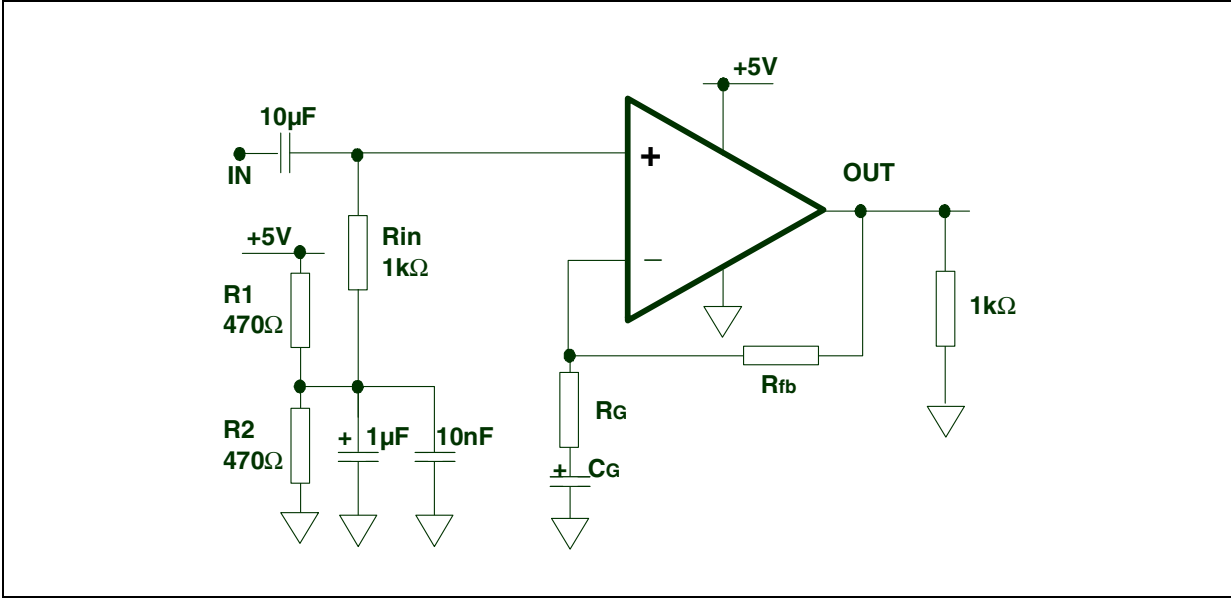 +5V
10µF
+
IN
OUT
+5V
Rin
1kΩ
–
R1
470Ω
1kΩ
Rfb
RG
R2
470Ω
+ 1µF
10nF
+ CG